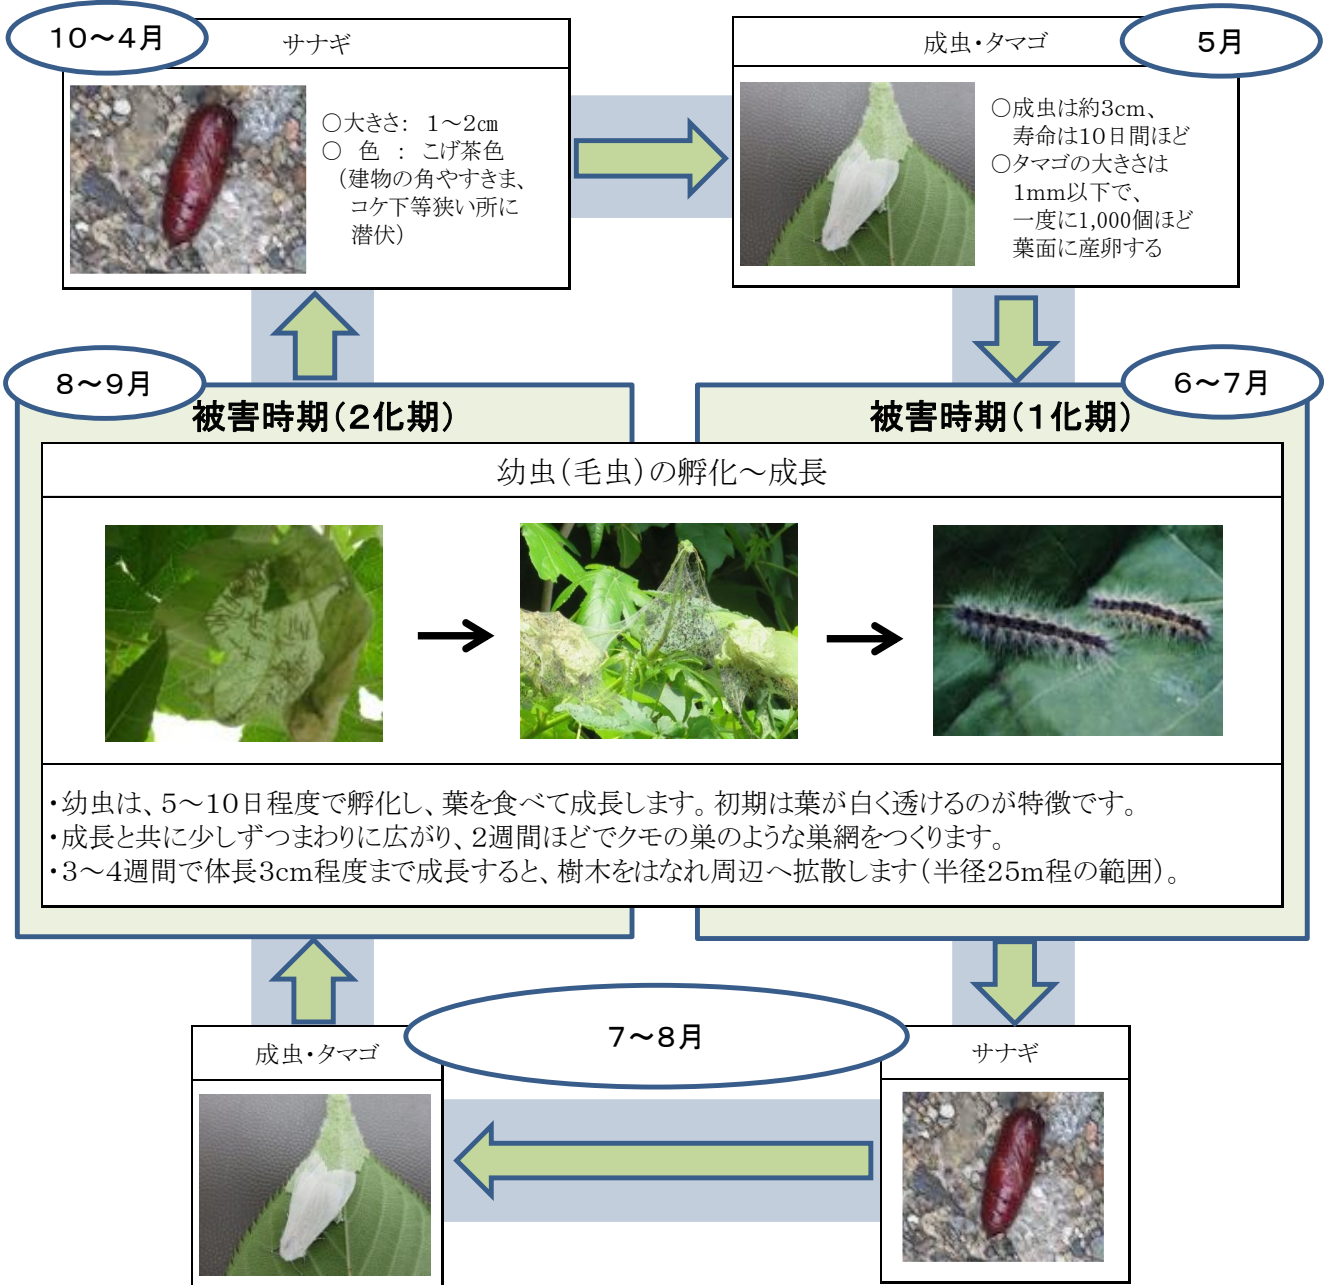 10～4月
サナギ
○大きさ： 1～2㎝
○ 色 ： こげ茶色
(建物の角やすきま、
コケ下等狭い所に
潜伏)
成虫・タマゴ
5月
○成虫は約3cm、
寿命は10日間ほど
○タマゴの大きさは
1mm以下で、
一度に1,000個ほど
葉面に産卵する
8～9月
被害時期(2化期)
6～7月
被害時期(1化期)
幼虫(毛虫)の孵化～成長
・幼虫は、5～10日程度で孵化し、葉を食べて成長します。初期は葉が白く透けるのが特徴です。
・成長と共に少しずつまわりに広がり、2週間ほどでクモの巣のような巣網をつくります。
・3～4週間で体長3cm程度まで成長すると、樹木をはなれ周辺へ拡散します(半径25m程の範囲)。
7～8月
成虫・タマゴ
サナギ